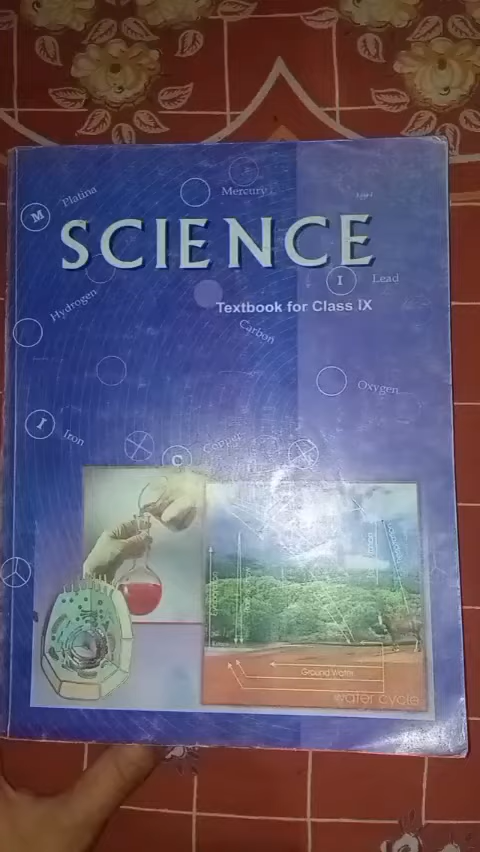 Platina
M
Mercury
SCIENCE
I
Lead
Hydrogen
Textbook for Class IX
Carbon
Oxygen
I
Iron
Copper
C
Ground Water
water cycle